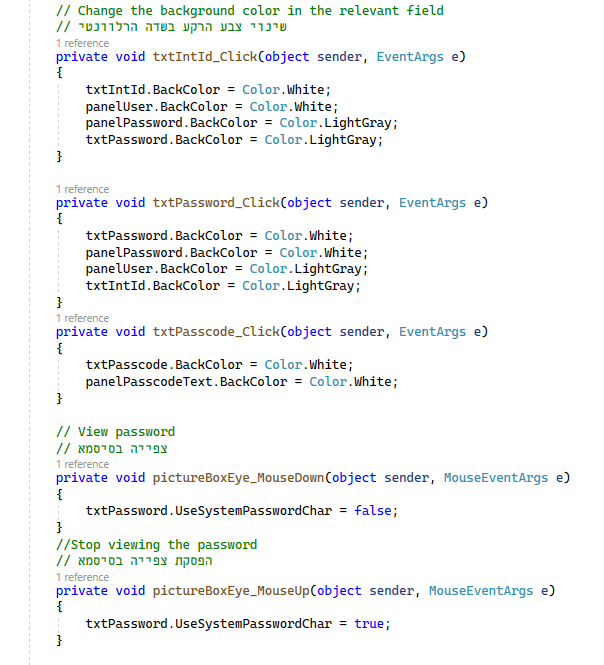 // Change the background color in the relevant field
// שינוי צבע הרקע בשדה הרלוונטי
1 reference
private void txtIntId_Click(object sender, EventArgs e)
{
    txtIntId.BackColor = Color.White;
    panelUser.BackColor = Color.White;
    panelPassword.BackColor = Color.LightGray;
    txtPassword.BackColor = Color.LightGray;
}
1 reference
private void txtPassword_Click(object sender, EventArgs e)
{
    txtPassword.BackColor = Color.White;
    panelPassword.BackColor = Color.White;
    panelUser.BackColor = Color.LightGray;
    txtIntId.BackColor = Color.LightGray;
}
1 reference
private void txtPasscode_Click(object sender, EventArgs e)
{
    txtPasscode.BackColor = Color.White;
    panelPasscodeText.BackColor = Color.White;
}
// View password
// צפייה בסיסמא
1 reference
private void pictureBoxEye_MouseDown(object sender, MouseEventArgs e)
{
    txtPassword.UseSystemPasswordChar = false;
}
//Stop viewing the password
// הפסקת צפייה בסיסמא
1 reference
private void pictureBoxEye_MouseUp(object sender, MouseEventArgs e)
{
    txtPassword.UseSystemPasswordChar = true;
}